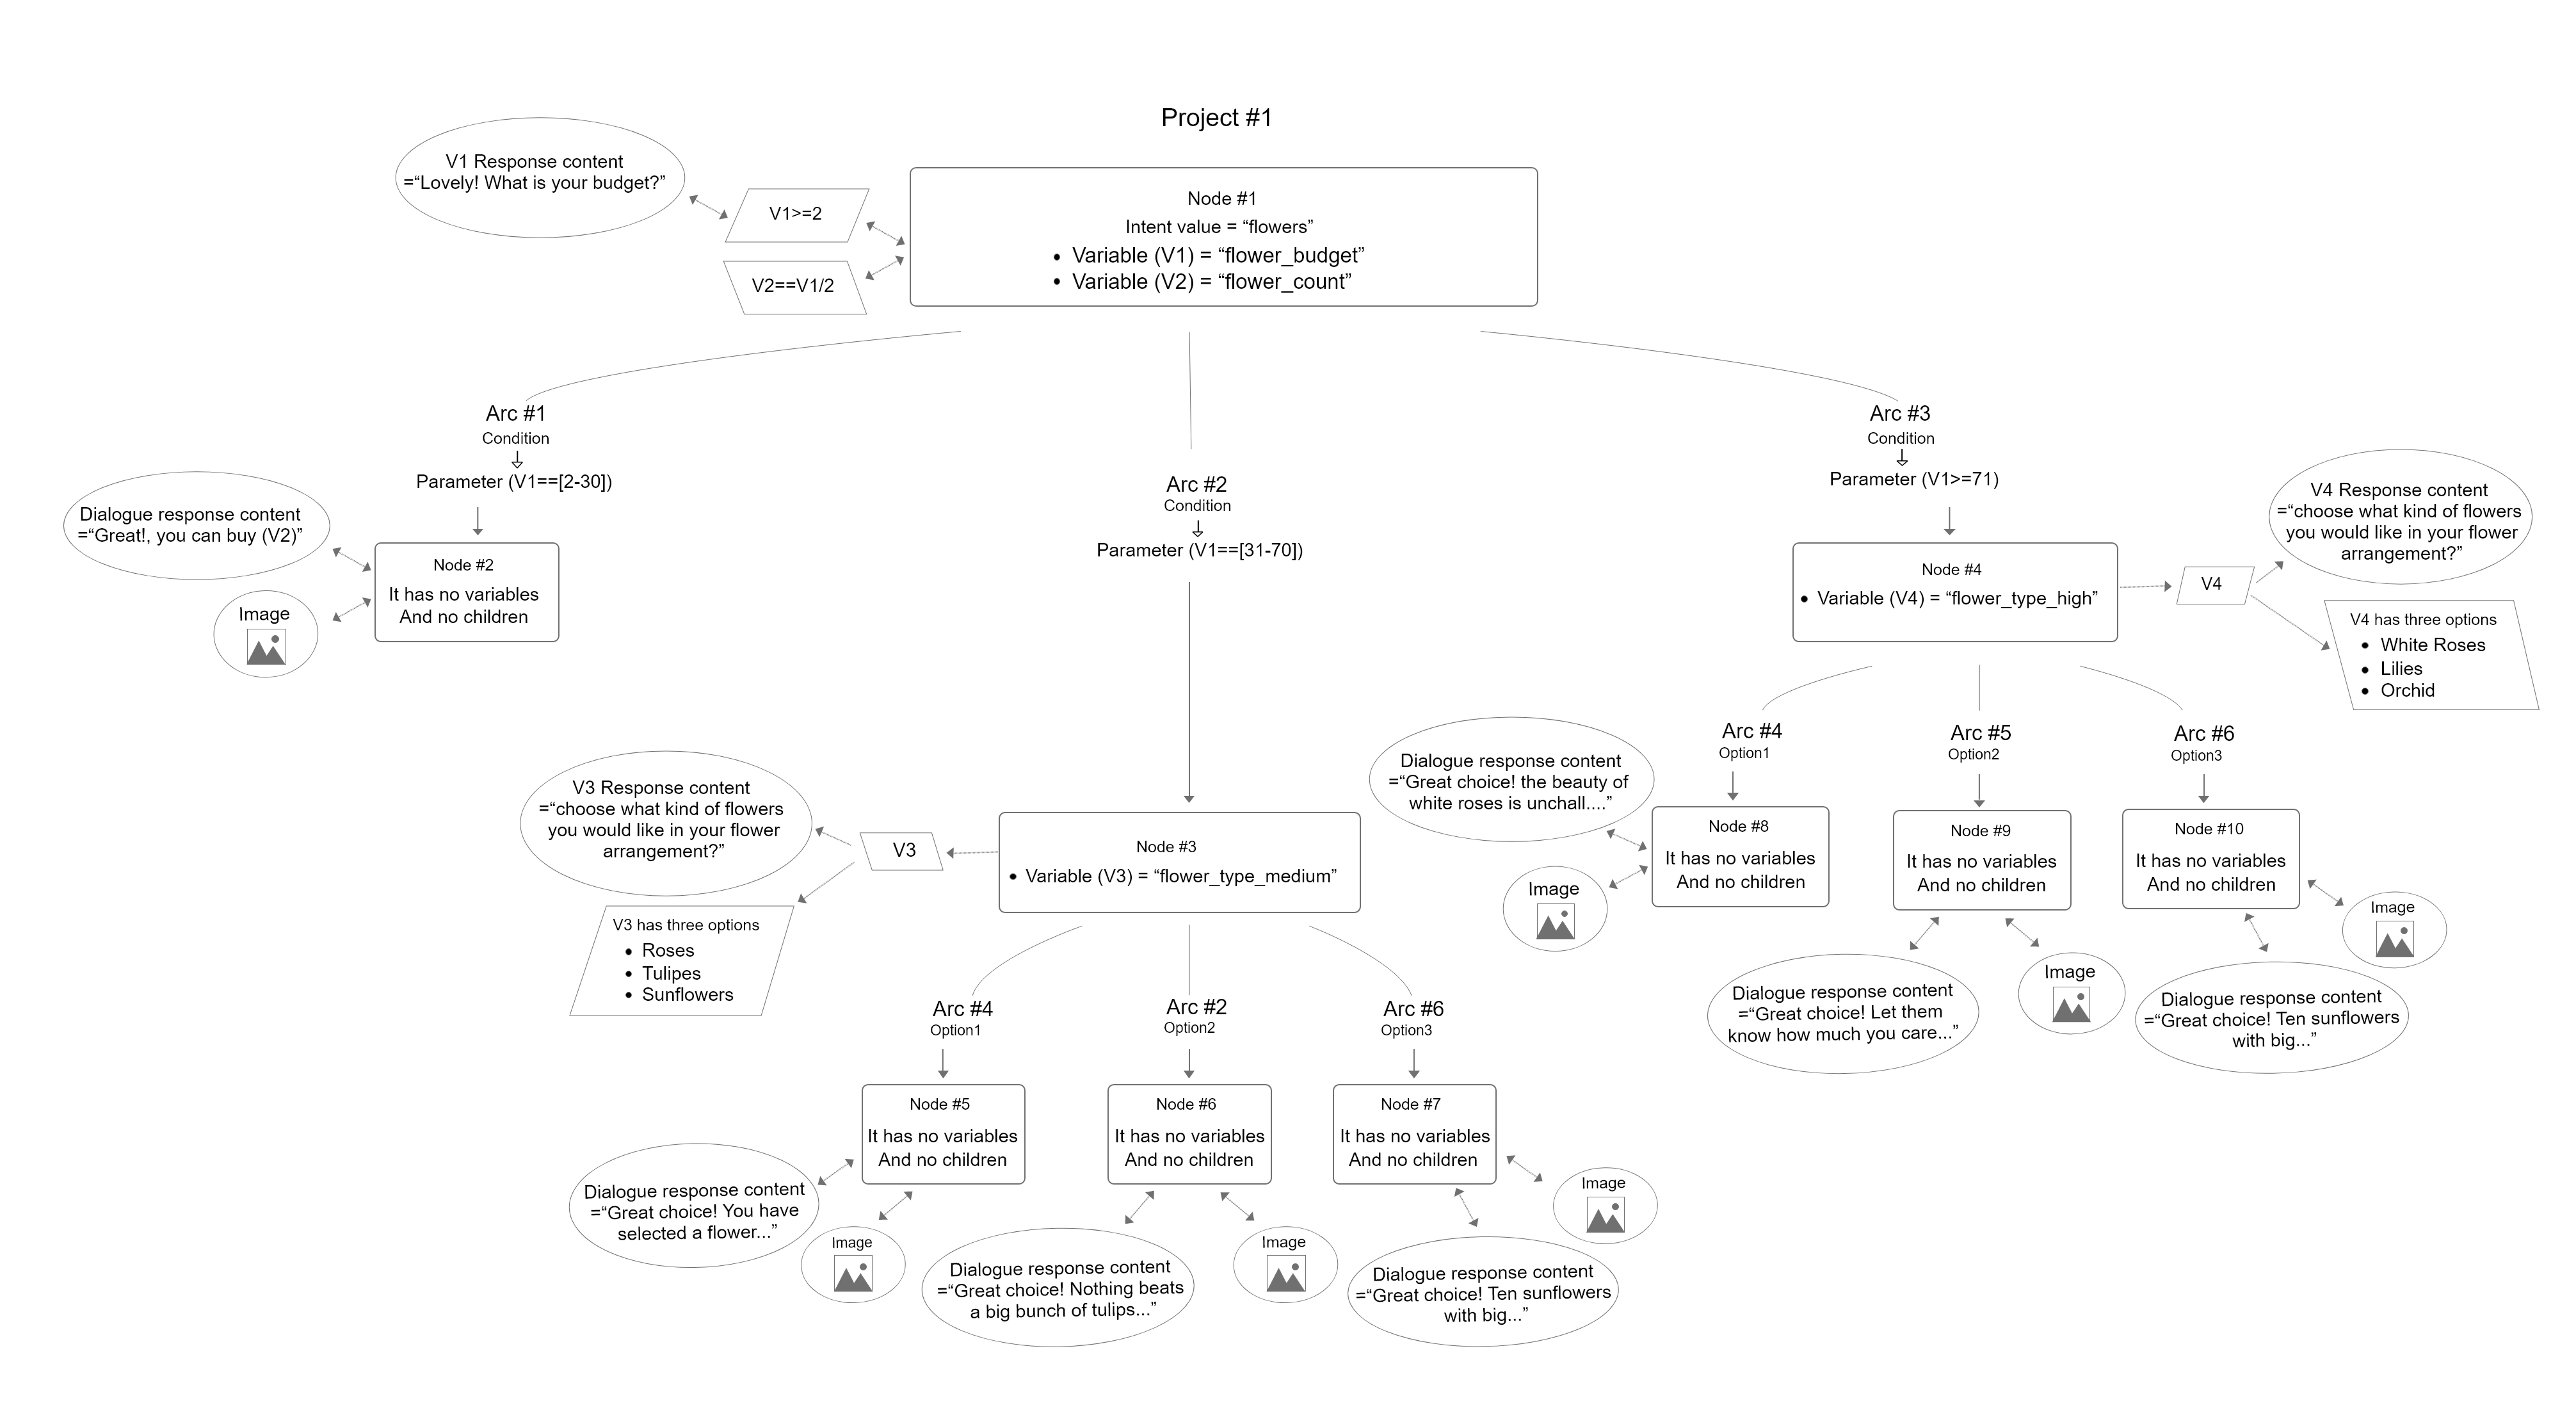 Project #1
V1 Response content
=“Lovely! What is your budget?”
V1>=2
V2==V1/2
Node #1
Intent value = “flowers”
• Variable (V1) = “flower_budget”
• Variable (V2) = “flower_count”
Arc #1
Condition
Parameter (V1==[2-30])
Dialogue response content
=“Great!, you can buy (V2)”
Image
Node #2
It has no variables
And no children
Arc #2
Condition
Parameter (V1==[31-70])
Arc #3
Condition
Parameter (V1>=71)
Node #4
• Variable (V4) = “flower_type_high”
V4
V4 Response content
=“choose what kind of flowers
you would like in your flower
arrangement?”
V4 has three options
• White Roses
• Lilies
• Orchid
V3 Response content
=“choose what kind of flowers
you would like in your flower
arrangement?”
V3
V3 has three options
• Roses
• Tulipes
• Sunflowers
Node #3
• Variable (V3) = “flower_type_medium”
Arc #4
Option1
Arc #5
Option2
Arc #6
Option3
Dialogue response content
=“Great choice! the beauty of
white roses is unchall....”
Image
Node #8
It has no variables
And no children
Node #9
It has no variables
And no children
Node #10
It has no variables
And no children
Dialogue response content
=“Great choice! Let them
know how much you care...”
Image
Dialogue response content
=“Great choice! Ten sunflowers
with big...”
Image
Arc #4
Option1
Arc #2
Option2
Arc #6
Option3
Node #5
It has no variables
And no children
Node #6
It has no variables
And no children
Node #7
It has no variables
And no children
Dialogue response content
=“Great choice! You have
selected a flower...”
Image
Dialogue response content
=“Great choice! Nothing beats
a big bunch of tulips...”
Image
Dialogue response content
=“Great choice! Ten sunflowers
with big...”
Image